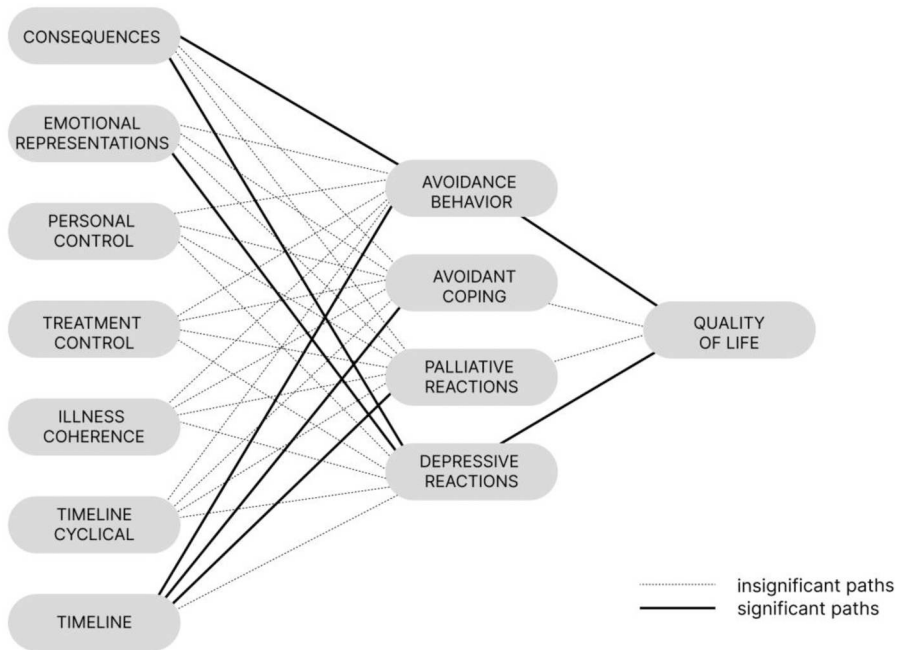 CONSEQUENCES
EMOTIONAL
REPRESENTATIONS
PERSONAL
CONTROL
TREATMENT
CONTROL
ILLNESS
COHERENCE
TIMELINE
CYCLICAL
TIMELINE
AVOIDANCE
BEHAVIOR
AVOIDANT
COPING
PALLIATIVE
REACTIONS
DEPRESSIVE
REACTIONS
QUALITY
OF LIFE
insignificant paths
significant paths